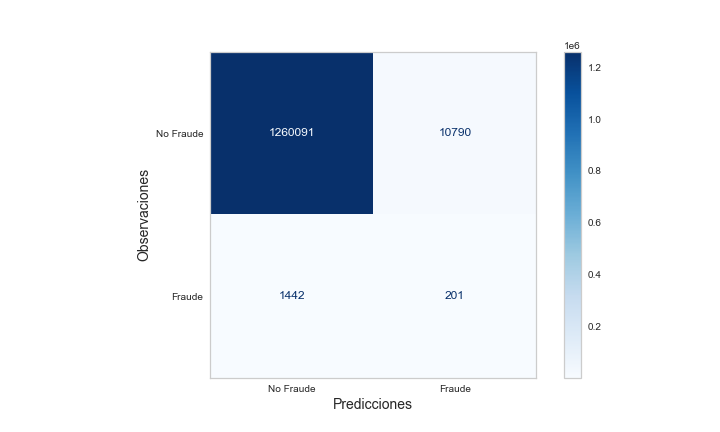 1e6
No Fraude
1260091
10790
1.2
1.0
0.8
0.6
0.4
0.2
Observaciones
Fraude
1442
201
No Fraude
Fraude
Predicciones